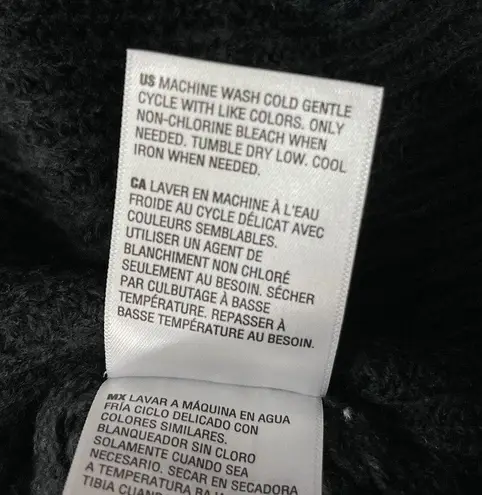 US MACHINE WASH COLD GENTLE
CYCLE WITH LIKE COLORS. ONLY
NON-CHLORINE BLEACH WHEN
NEEDED. TUMBLE DRY LOW. COOL
IRON WHEN NEEDED.
CA LAVER EN MACHINE À L'EAU
FROIDE AU CYCLE DÉLICAT AVEC
COULEURS SEMBLABLES.
UTILISER UN AGENT DE
BLANCHIMENT NON CHLORÉ
SEULEMENT AU BESOIN. SÉCHER
PAR CULBUTAGE À BASSE
TEMPÉRATURE. REPASSER À
BASSE TEMPÉRATURE AU BESOIN.
MX LAVAR A MÁQUINA EN AGUA
FRÍA CICLO DELICADO CON
COLORES SIMILARES.
BLANQUEADOR SIN CLORO
SOLAMENTE CUANDO SEA
NECESARIO. SECAR EN SECADORA
A TEMPERATURA
TIBIA CUANDO